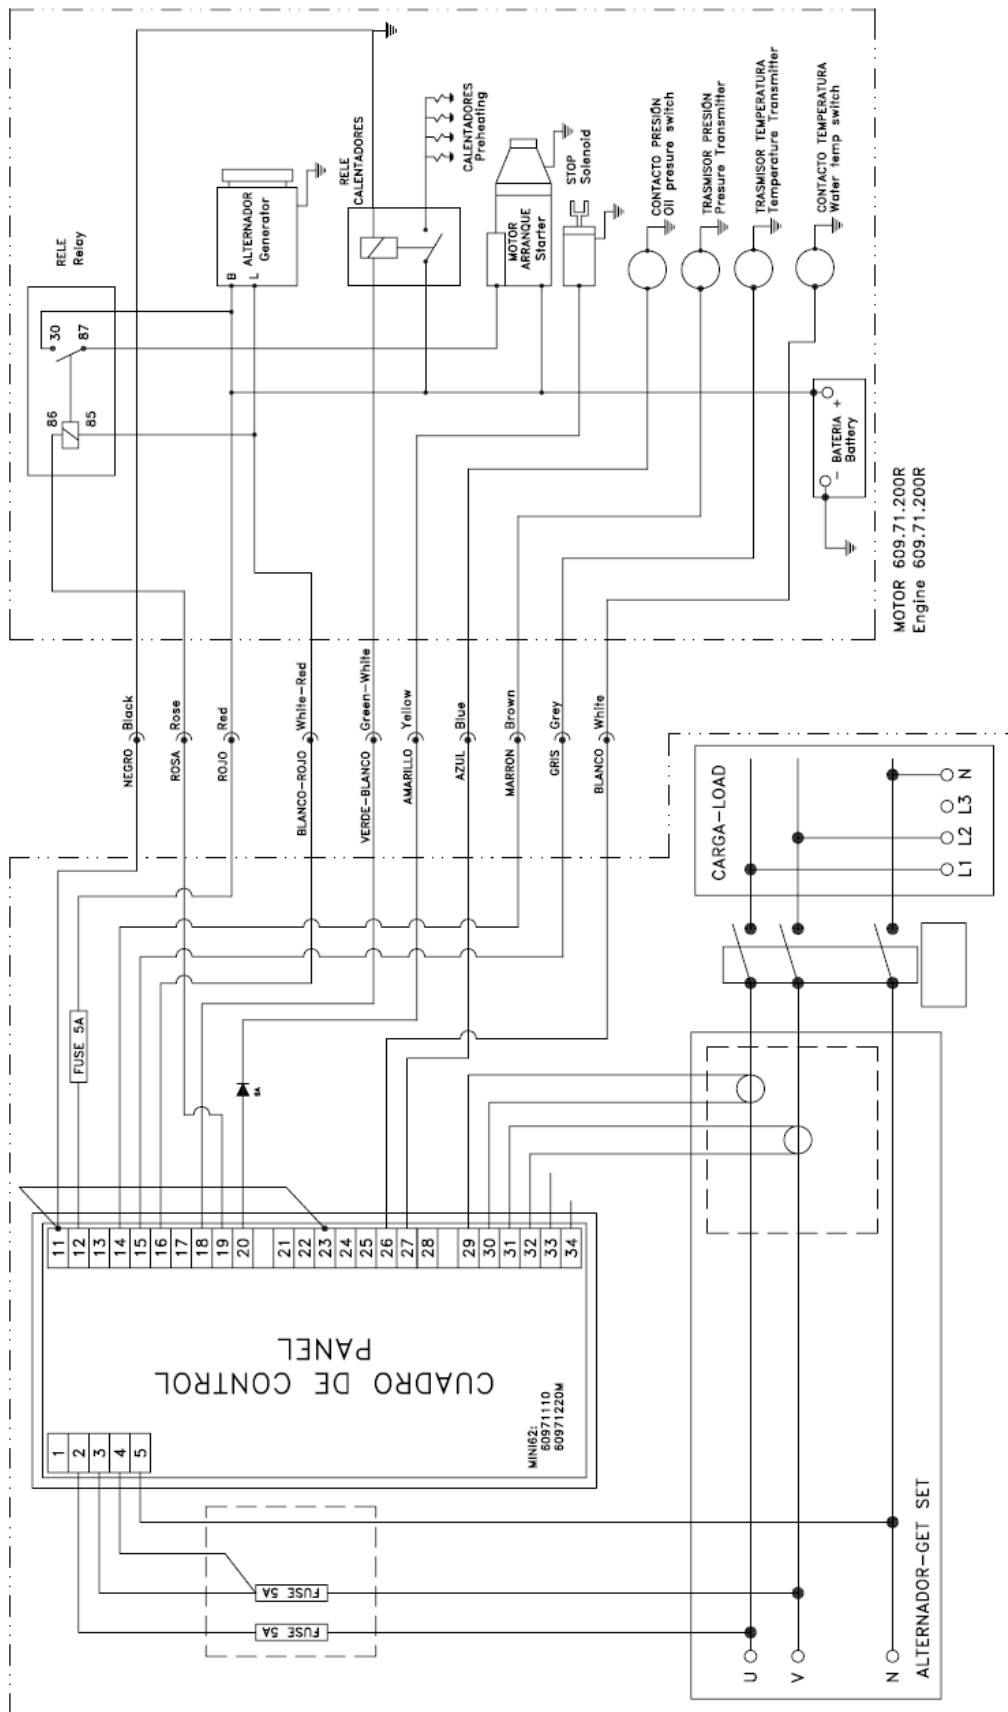 RELE
Relay
30
87
86
85
ALTERNADOR
Generator
B
L
RELE
CALENTADORES
CALENTADORES
Preheating
MOTOR
ARRANQUE
Starter
STOP
Solenoid
CONTACTO PRESIÓN
Oil presure switch
TRASMISOR PRESIÓN
Presure Transmitter
TRASMISOR TEMPERATURA
Temperature Transmitter
CONTACTO TEMPERATURA
Water temp switch
- BATERIA +
Battery
MOTOR 609.71.200R
Engine 609.71.200R
NEGRO Black
ROSA Rose
ROJO Red
BLANCO-ROJO White-Red
VERDE-BLANCO Green-White
AMARILLO Yellow
AZUL Blue
MARRON Brown
GRIS Grey
BLANCO White
CARGA-LOAD
L1 L2 L3 N
FUSE 5A
6A
11
12
13
14
15
16
17
18
19
20
21
22
23
24
25
26
27
28
29
30
31
32
33
34
CUADRO DE CONTROL
PANEL
MINI62:
60971110
60971220M
1
2
3
4
5
FUSE 5A
FUSE 5A
U
V
N
ALTERNADOR-GET SET